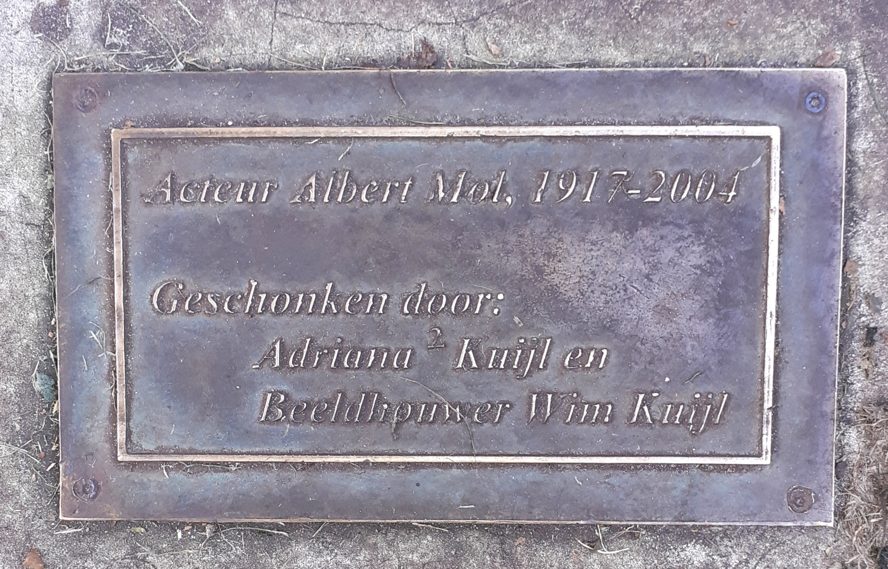 Acteur Albert Mol, 1917-2004
Geschonken door:
Adriana ² Kuijl en
Beeldhouwer Wim Kuijl